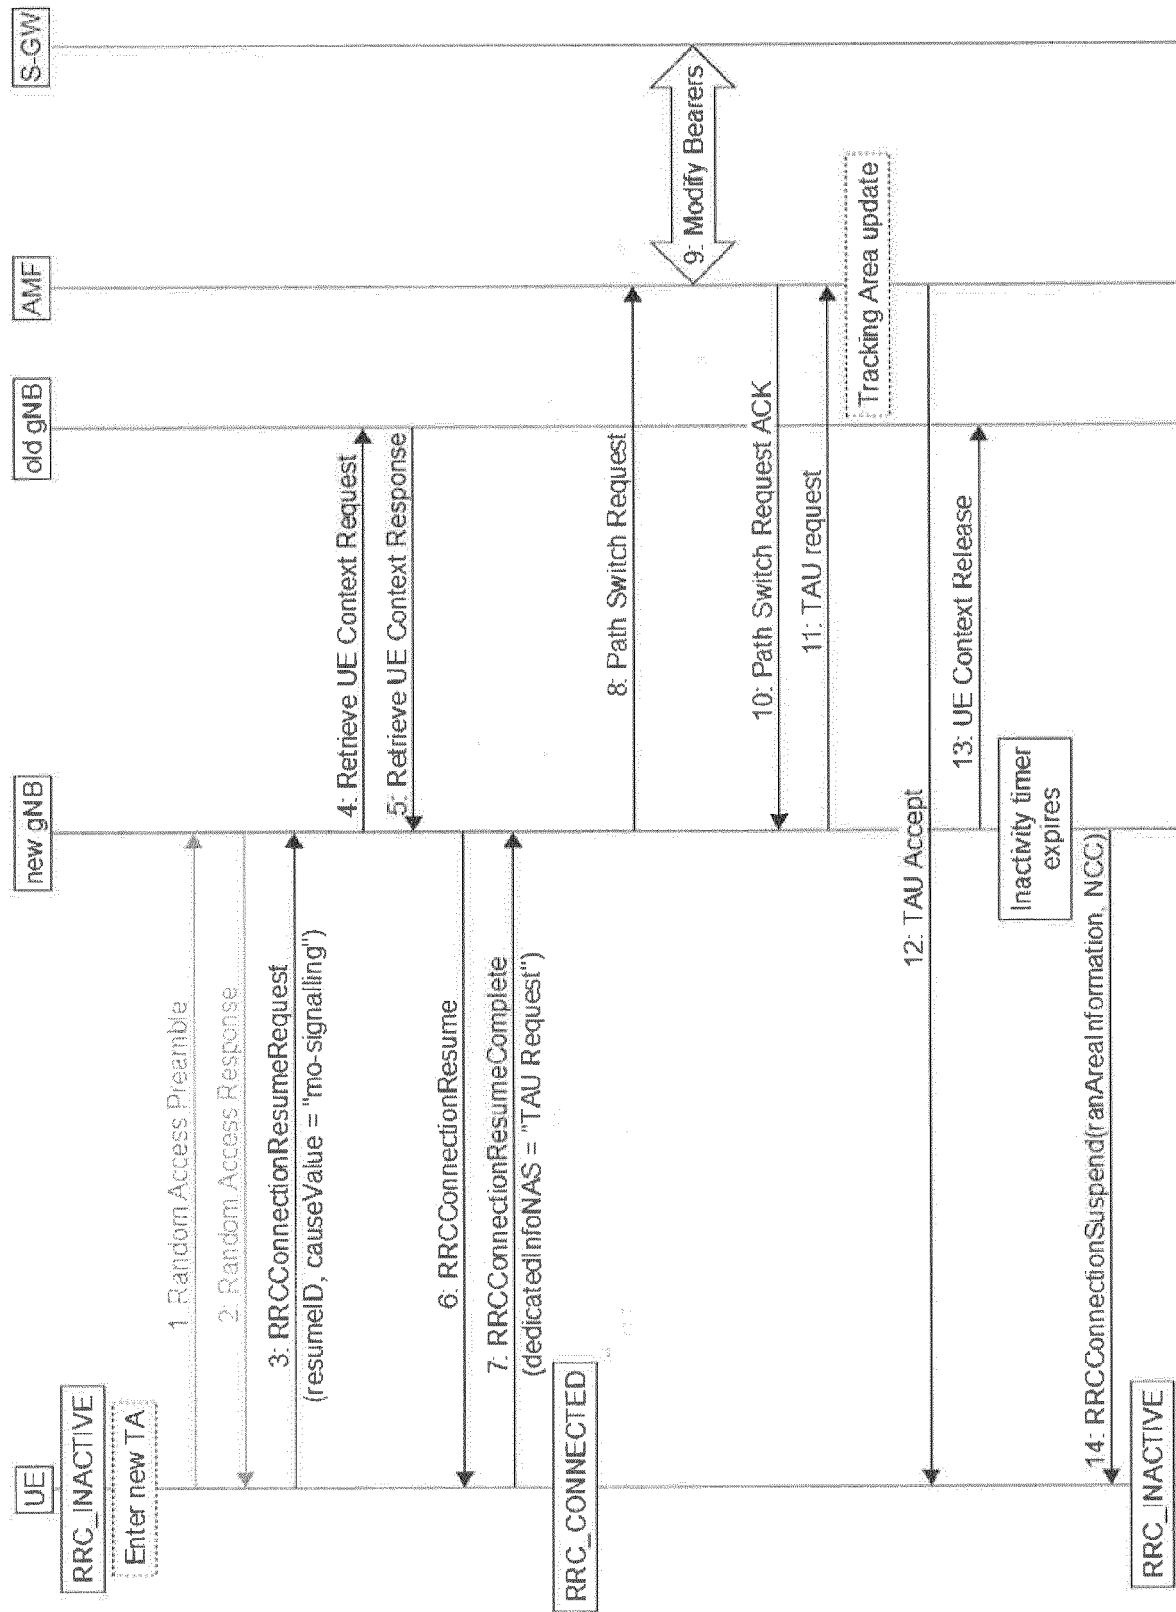 UE
new gNB
old gNB
AMF
S-GW
RRC_INACTIVE
Enter new TA
1: Random Access Preamble
2: Random Access Response
3: RRCConnectionResumeRequest
(resumeID, causeValue = "mo-signalling")
4: Retrieve UE Context Request
5: Retrieve UE Context Response
6: RRCConnectionResume
7: RRCConnectionResumeComplete
(dedicatedInfoNAS = "TAU Request")
RRC_CONNECTED
8: Path Switch Request
9: Modify Bearers
10: Path Switch Request ACK
11: TAU request
Tracking Area update
12: TAU Accept
13: UE Context Release
Inactivity timer
expires
14: RRCConnectionSuspend(ranAreaInformation, NCC)
RRC_INACTIVE